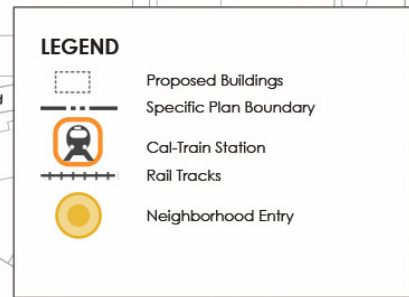 LEGEND
Proposed Buildings
Specific Plan Boundary
Cal-Train Station
Rail Tracks
Neighborhood Entry